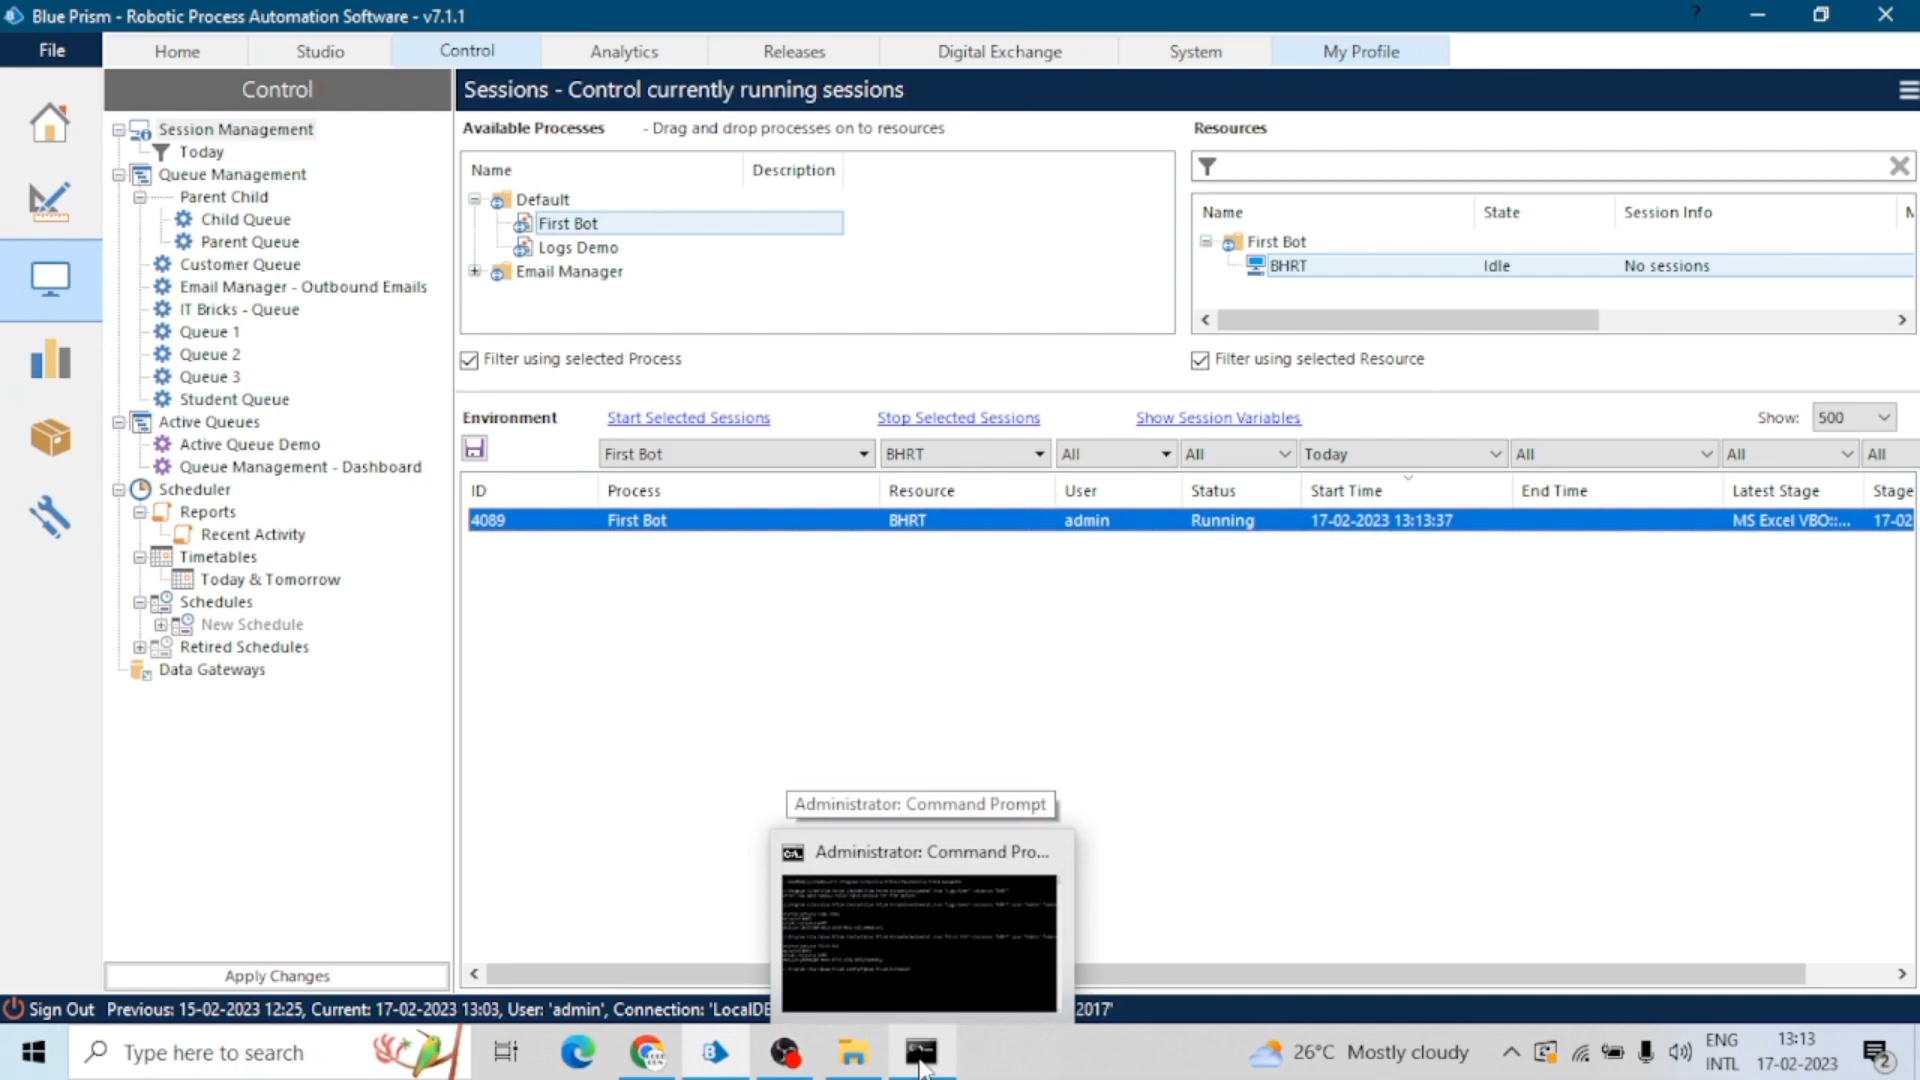 Blue Prism - Robotic Process Automation Software - v7.1.1
?
File
Home
Studio
Control
Analytics
Releases
Digital Exchange
System
My Profile
Control
Session Management
Today
Queue Management
Parent Child
Child Queue
Parent Queue
Customer Queue
Email Manager - Outbound Emails
IT Bricks - Queue
Queue 1
Queue 2
Queue 3
Student Queue
Active Queues
Active Queue Demo
Queue Management - Dashboard
Scheduler
Reports
Recent Activity
Timetables
Today & Tomorrow
Schedules
New Schedule
Retired Schedules
Data Gateways
Apply Changes
Sessions - Control currently running sessions
Available Processes - Drag and drop processes on to resources
Name Description
Default
First Bot
Logs Demo
Email Manager
Filter using selected Process
Resources
Name State Session Info
First Bot
BHRT Idle No sessions
Filter using selected Resource
Environment Start Selected Sessions Stop Selected Sessions Show Session Variables Show: 500
First Bot BHRT All All Today All All All
ID Process Resource User Status Start Time End Time Latest Stage Stage
4089 First Bot BHRT admin Running 17-02-2023 13:13:37 MS Excel VBO::... 17-02
Administrator: Command Prompt
Administrator: Command Pro...
Sign Out Previous: 15-02-2023 12:25, Current: 17-02-2023 13:03, User: 'admin', Connection: 'LocalDE 2017'
Type here to search
26°C Mostly cloudy
ENG
INTL
13:13
17-02-2023
2